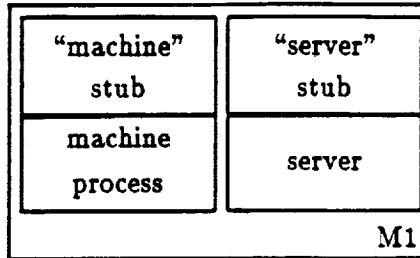 “machine”
stub
“server”
stub
machine
process
server
M1